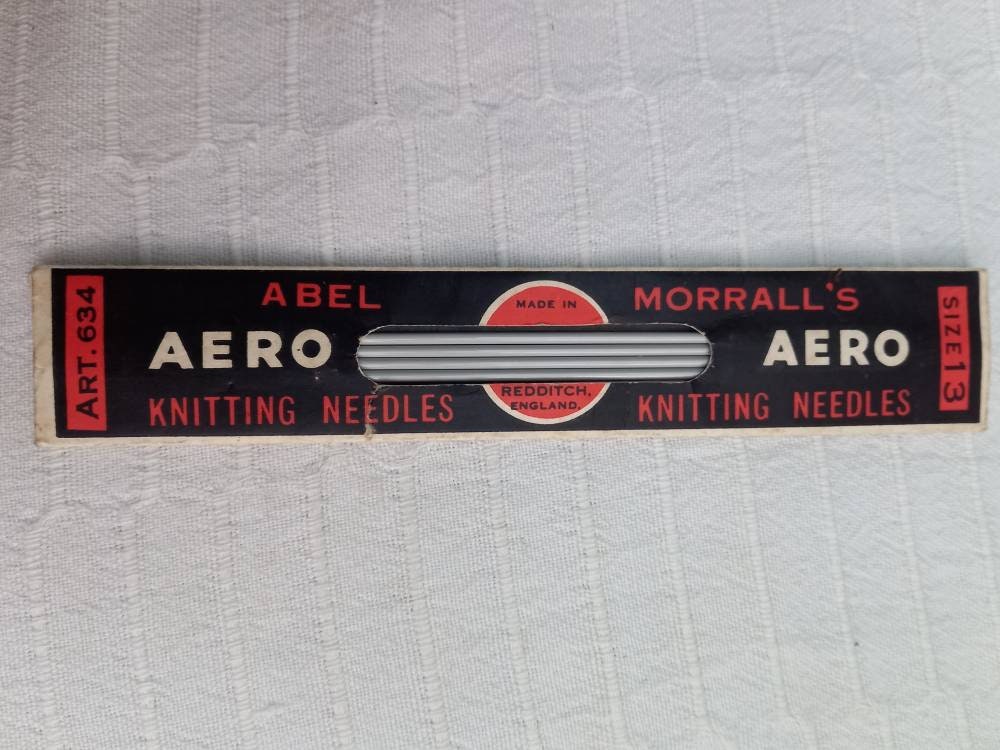 ART. 634
ABEL
AERO
KNITTING NEEDLES
MADE IN
REDDITCH,
ENGLAND.
MORRALL'S
AERO
KNITTING NEEDLES
SIZE 13